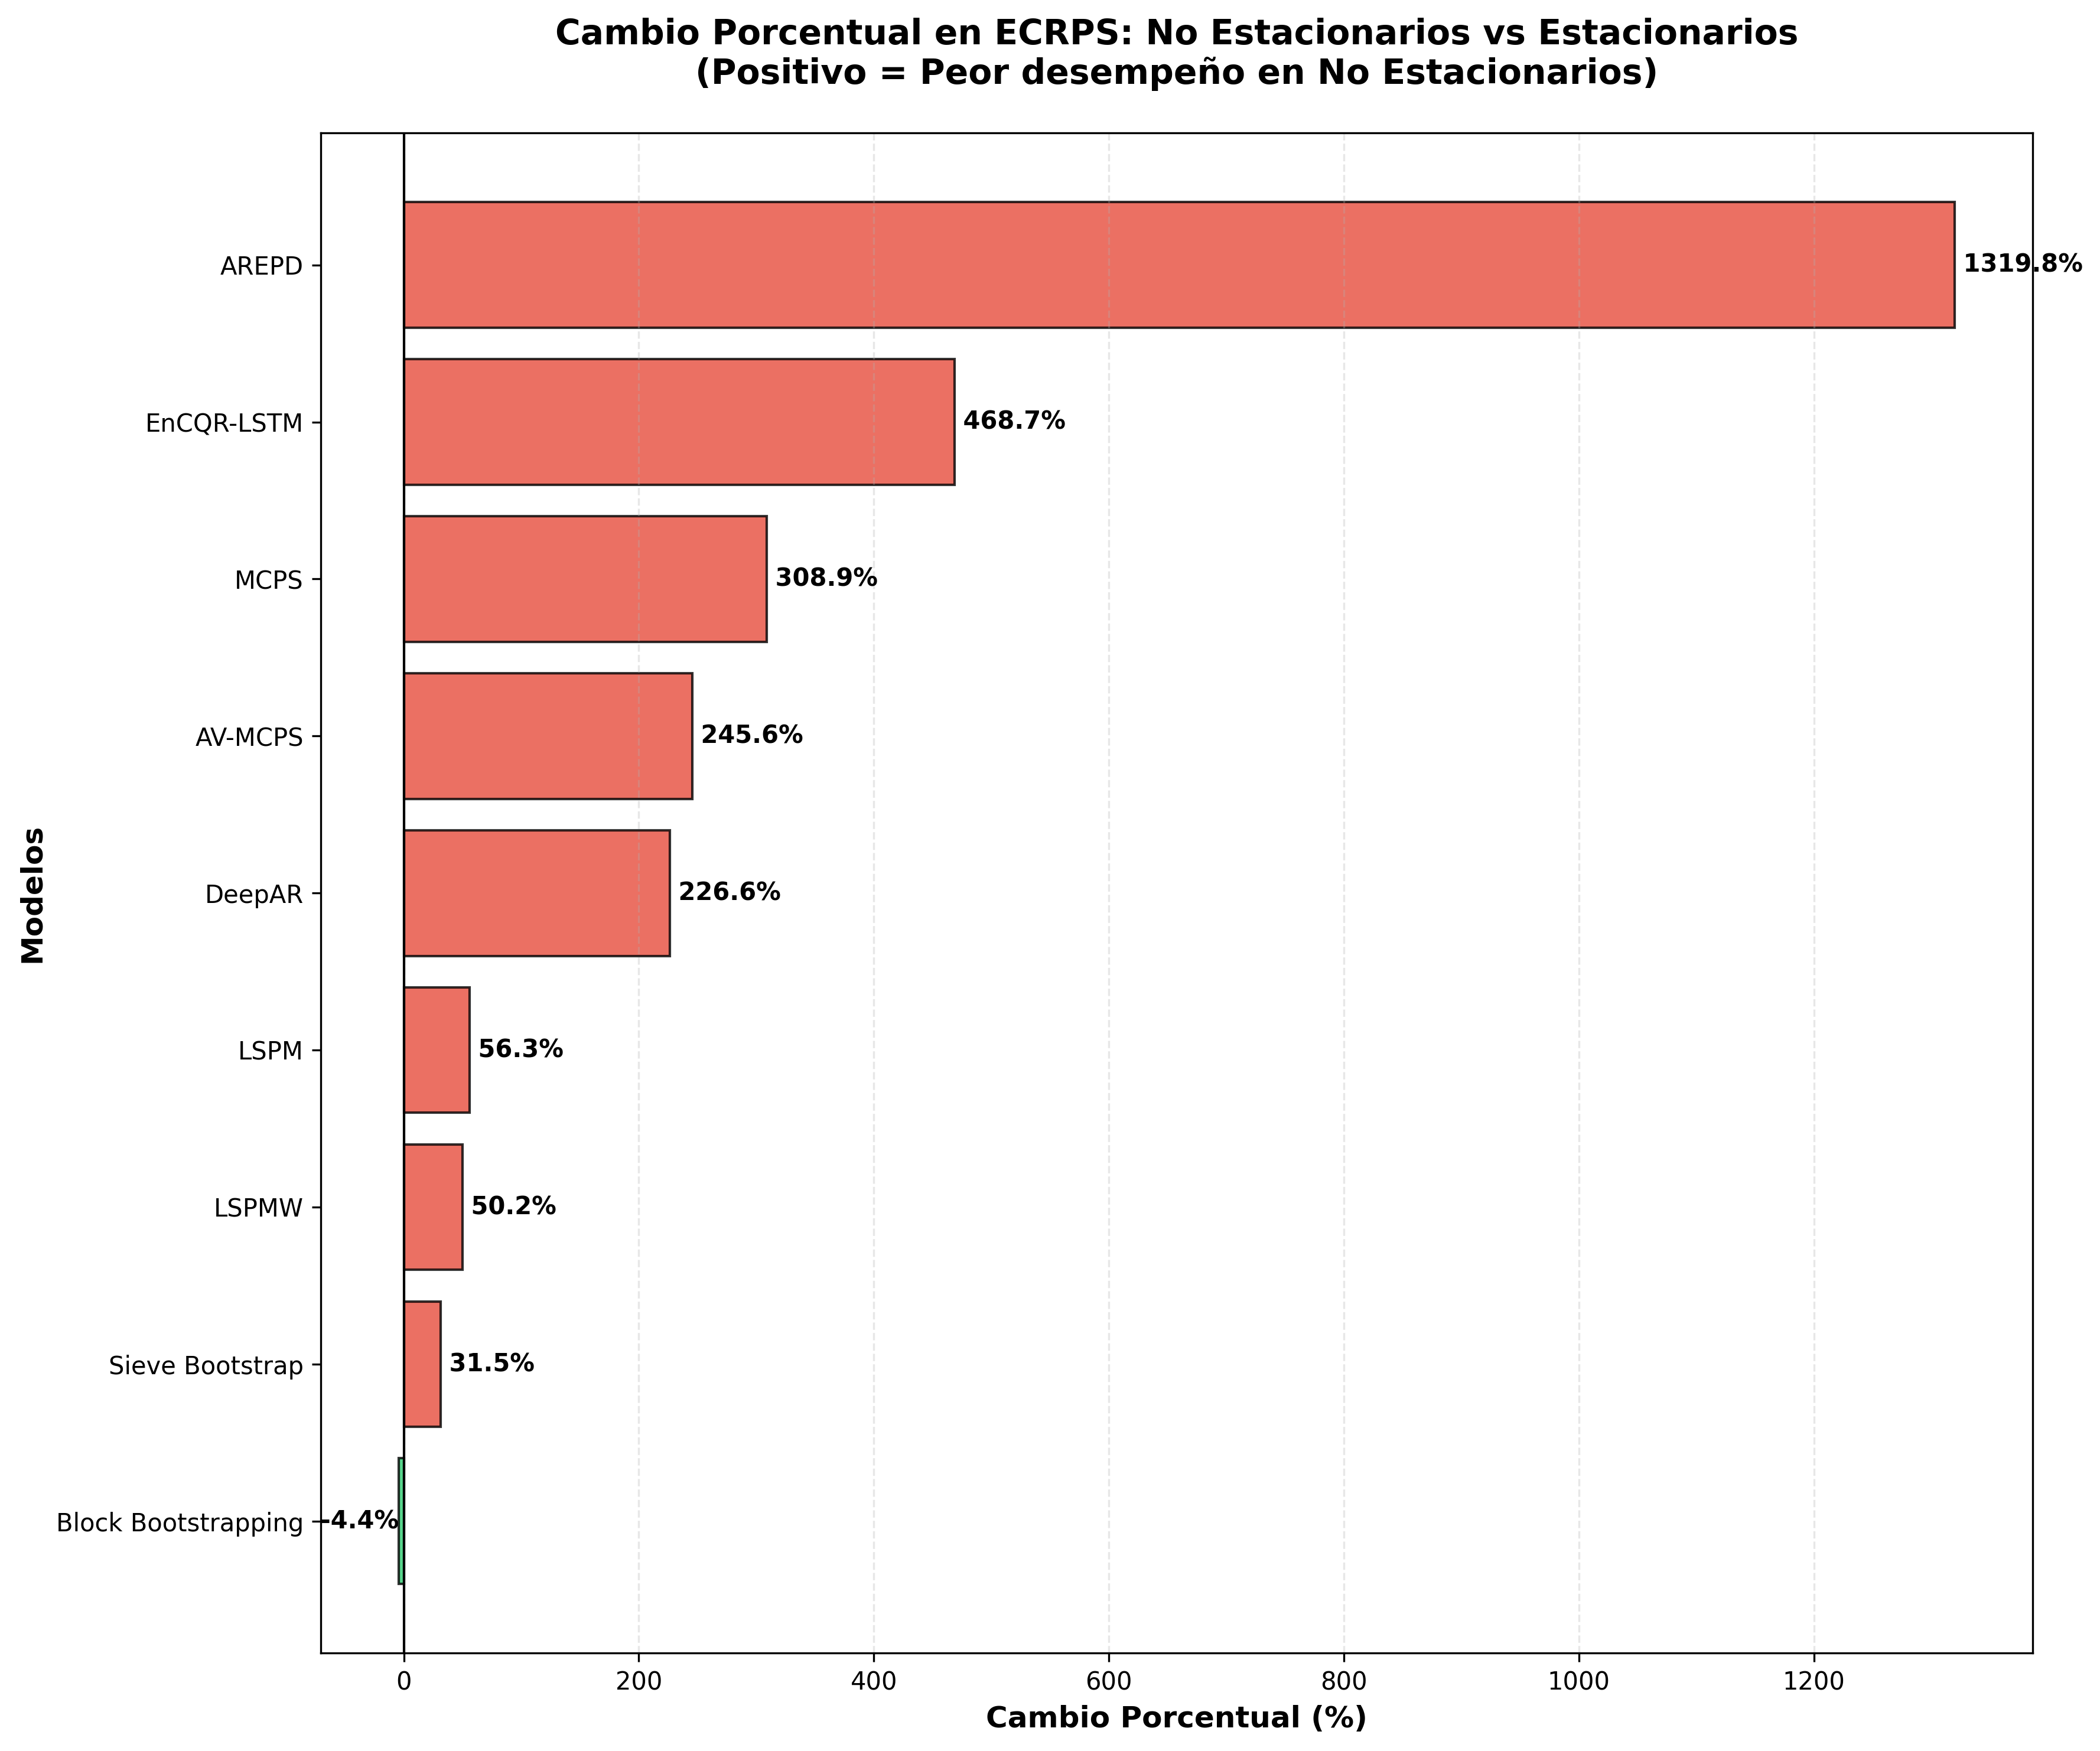 Cambio Porcentual en ECRPS: No Estacionarios vs Estacionarios
(Positivo = Peor desempeño en No Estacionarios)
Modelos
AREPD
1319.8%
EnCQR-LSTM
468.7%
MCPS
308.9%
AV-MCPS
245.6%
DeepAR
226.6%
LSPM
56.3%
LSPMW
50.2%
Sieve Bootstrap
31.5%
Block Bootstrapping
-4.4%
0 200 400 600 800 1000 1200
Cambio Porcentual (%)